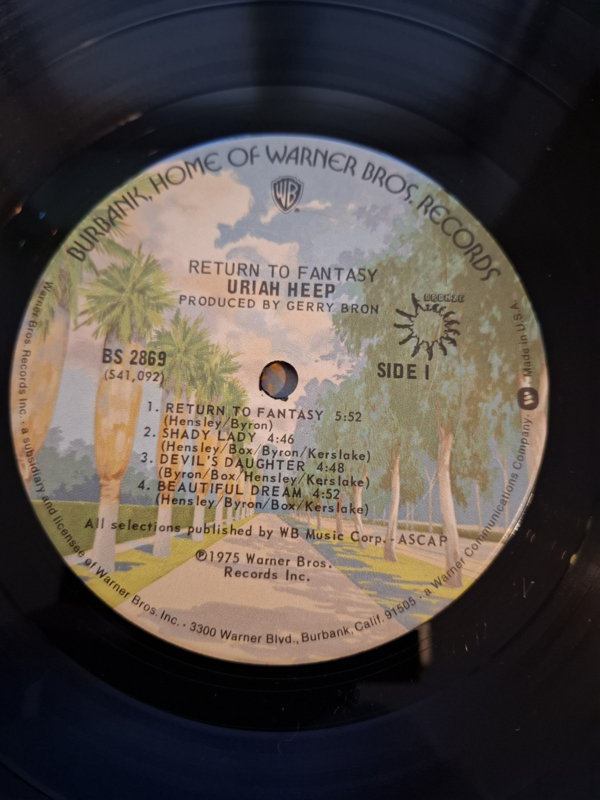 BURBANK, HOME OF WARNER BROS. RECORDS
WB
RETURN TO FANTASY
URIAH HEEP
PRODUCED BY GERRY BRON
BRONZE
BS 2869
(S41,092)
SIDE 1
1. RETURN TO FANTASY 5:52
(Hensley/Byron)
2. SHADY LADY 4:46
(Hensley/Box/Byron/Kerslake)
3. DEVIL'S DAUGHTER 4:48
(Byron/Box/Hensley/Kerslake)
4. BEAUTIFUL DREAM 4:52
(Hensley/Byron/Box/Kerslake)
All selections published by WB Music Corp. - ASCAP
℗1975 Warner Bros.
Records Inc.
Warner Bros. Records Inc. · a subsidiary and licensee of Warner Bros. Inc. · 3300 Warner Blvd., Burbank, Calif. 91505 · a Warner Communications Company · Made in U.S.A.